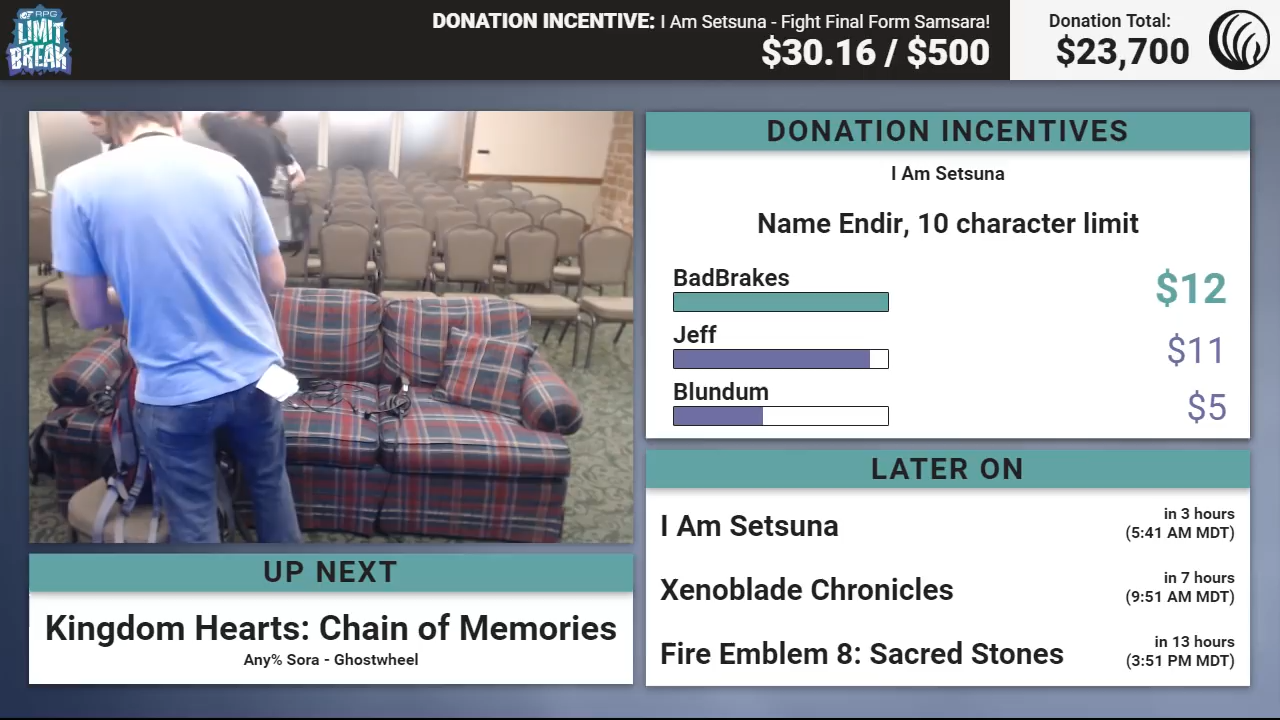 RPG
LIMIT
BREAK
DONATION INCENTIVE: I Am Setsuna - Fight Final Form Samsara!
$30.16 / $500
Donation Total:
$23,700
DONATION INCENTIVES
I Am Setsuna
Name Endir, 10 character limit
BadBrakes
$12
Jeff
$11
Blundum
$5
UP NEXT
Kingdom Hearts: Chain of Memories
Any% Sora - Ghostwheel
LATER ON
I Am Setsuna
in 3 hours
(5:41 AM MDT)
Xenoblade Chronicles
in 7 hours
(9:51 AM MDT)
Fire Emblem 8: Sacred Stones
in 13 hours
(3:51 PM MDT)